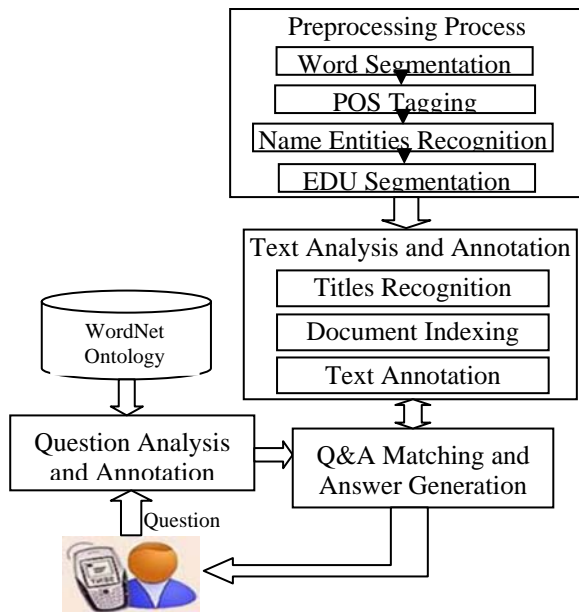 Preprocessing Process
Word Segmentation
POS Tagging
Name Entities Recognition
EDU Segmentation
Text Analysis and Annotation
Titles Recognition
Document Indexing
Text Annotation
WordNet
Ontology
Question Analysis
and Annotation
Q&A Matching and
Answer Generation
Question